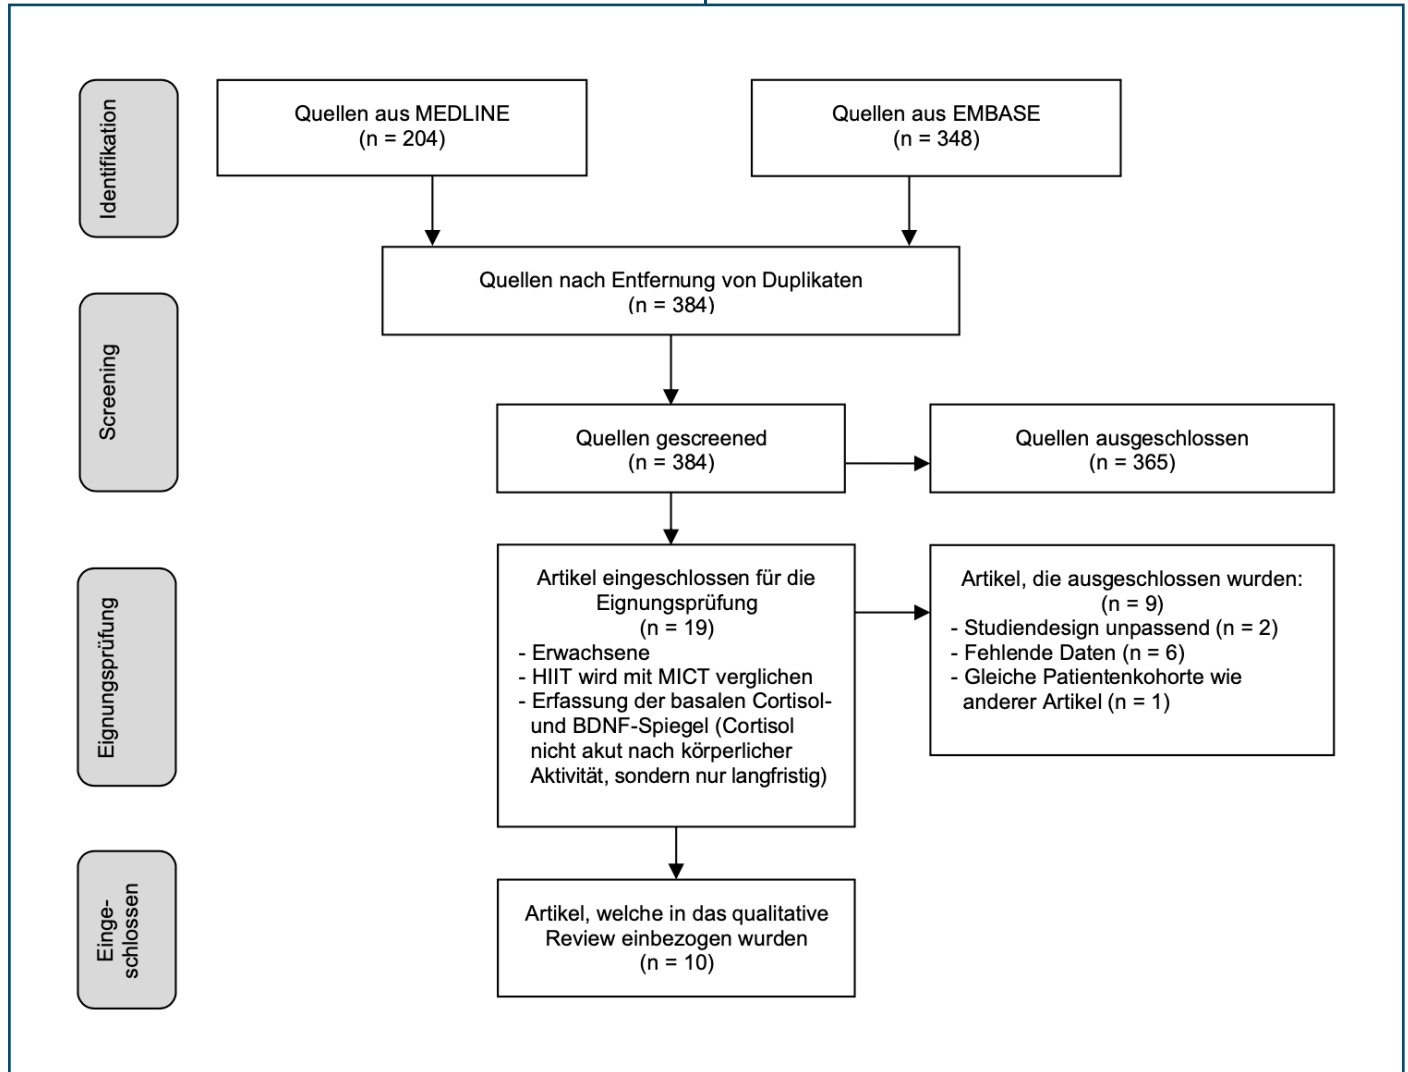 Identifikation
Quellen aus MEDLINE
(n = 204)
Quellen aus EMBASE
(n = 348)
Quellen nach Entfernung von Duplikaten
(n = 384)
Screening
Quellen gescreened
(n = 384)
Quellen ausgeschlossen
(n = 365)
Eignungsprüfung
Artikel eingeschlossen für die
Eignungsprüfung
(n = 19)
- Erwachsene
- HIIT wird mit MICT verglichen
- Erfassung der basalen Cortisol-
und BDNF-Spiegel (Cortisol
nicht akut nach körperlicher
Aktivität, sondern nur langfristig)
Artikel, die ausgeschlossen wurden:
(n = 9)
- Studiendesign unpassend (n = 2)
- Fehlende Daten (n = 6)
- Gleiche Patientenkohorte wie
anderer Artikel (n = 1)
Einge-
schlossen
Artikel, welche in das qualitative
Review einbezogen wurden
(n = 10)